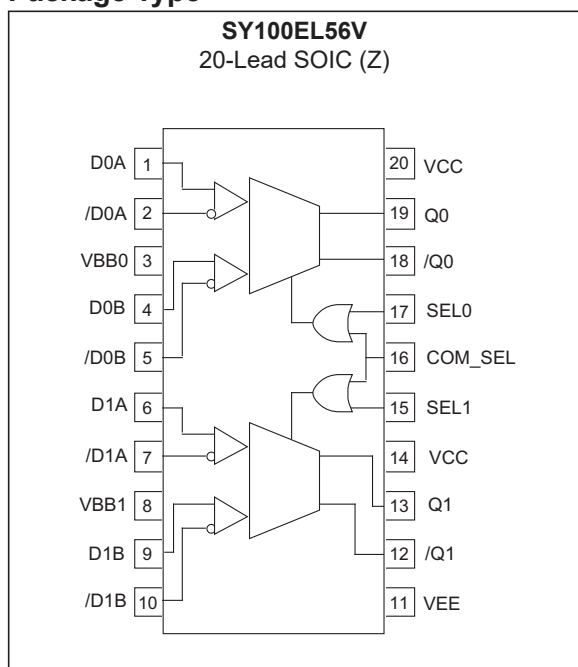 Package Type
SY100EL56V
20-Lead SOIC (Z)
D0A 1 20 VCC
/D0A 2 19 Q0
VBB0 3 18 /Q0
D0B 4 17 SEL0
/D0B 5 16 COM_SEL
D1A 6 15 SEL1
/D1A 7 14 VCC
VBB1 8 13 Q1
D1B 9 12 /Q1
/D1B 10 11 VEE